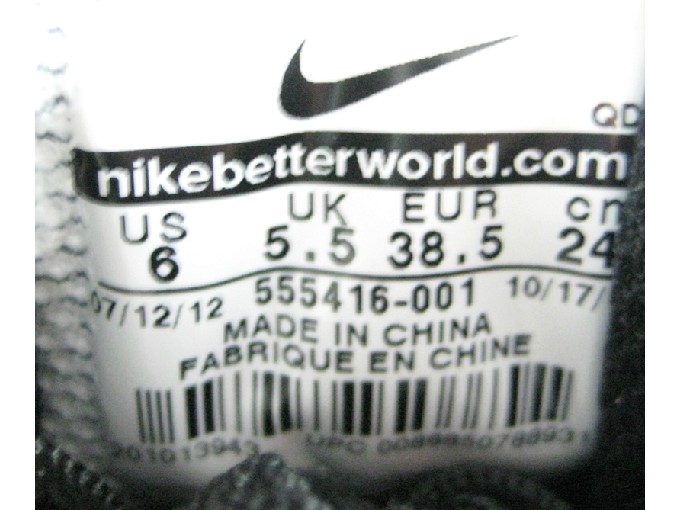 QD
nikebetterworld.com
US UK EUR cm
6 5.5 38.5 24
07/12/12 555416-001 10/17/
MADE IN CHINA
FABRIQUE EN CHINE
UPC